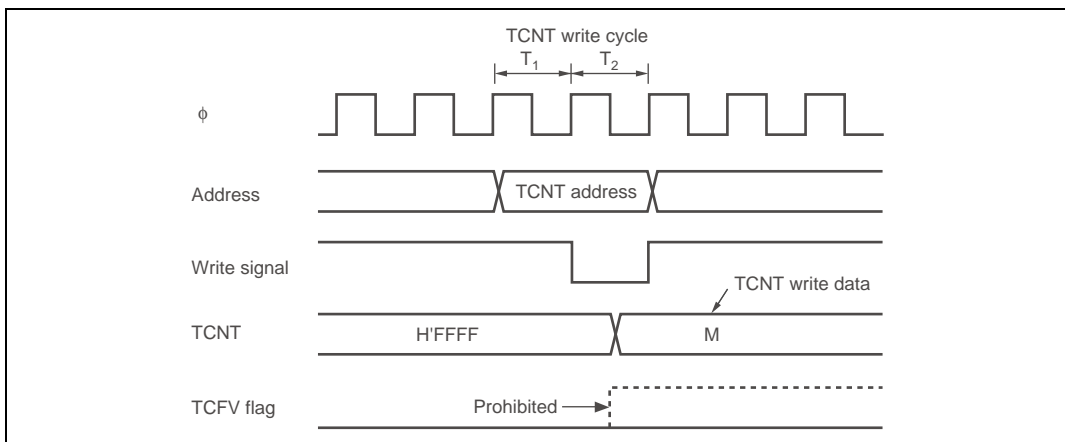 TCNT write cycle
T1 T2
ϕ
Address
TCNT address
Write signal
TCNT write data
TCNT
H'FFFF
M
TCFV flag
Prohibited